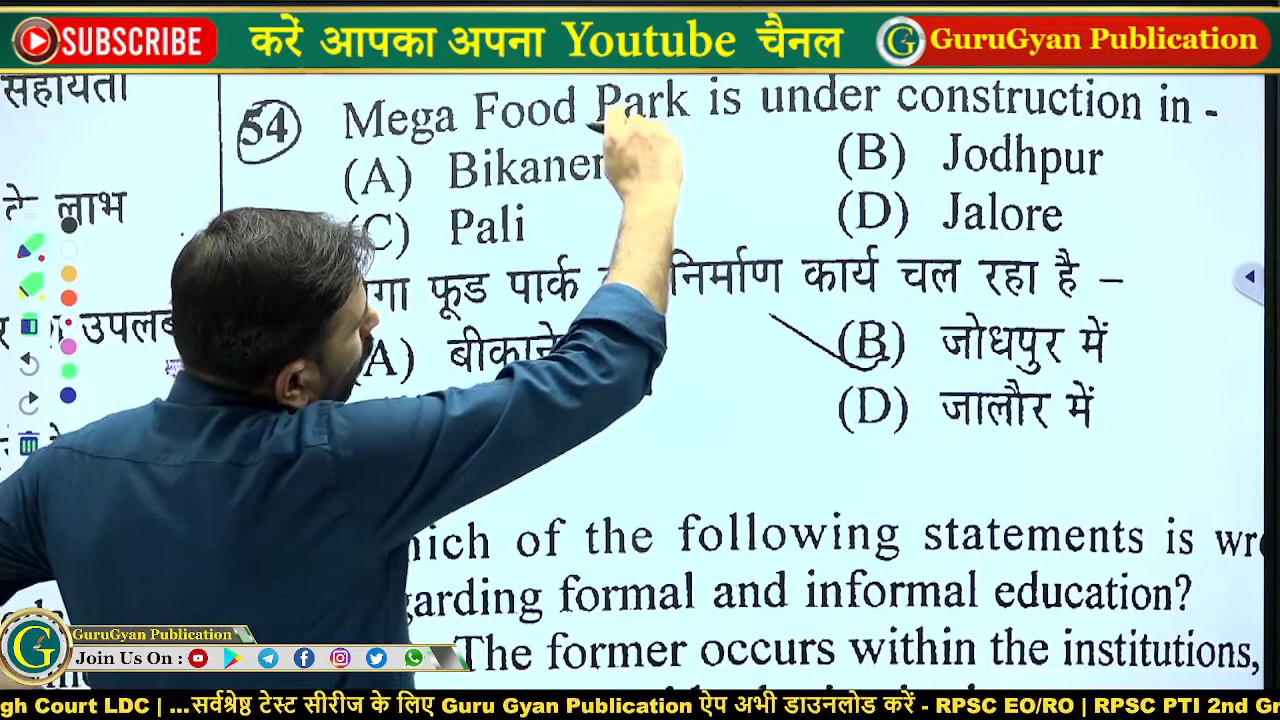 SUBSCRIBE करें आपका अपना Youtube चैनल G GuruGyan Publication
सहायता
लाभ
उपलब
54 Mega Food Park is under construction in -
(A) Bikaner (B) Jodhpur
(C) Pali (D) Jalore
फूड पार्क निर्माण कार्य चल रहा है –
(A) (B) जोधपुर में
(D) जालौर में
of the following statements is
formal and informal education?
The former occurs within the institutions,
G GuruGyan Publication
Join Us On :
gh Court LDC | ...सर्वश्रेष्ठ टेस्ट सीरीज के लिए Guru Gyan Publication ऐप अभी डाउनलोड करें - RPSC EO/RO | RPSC PTI 2nd Gr